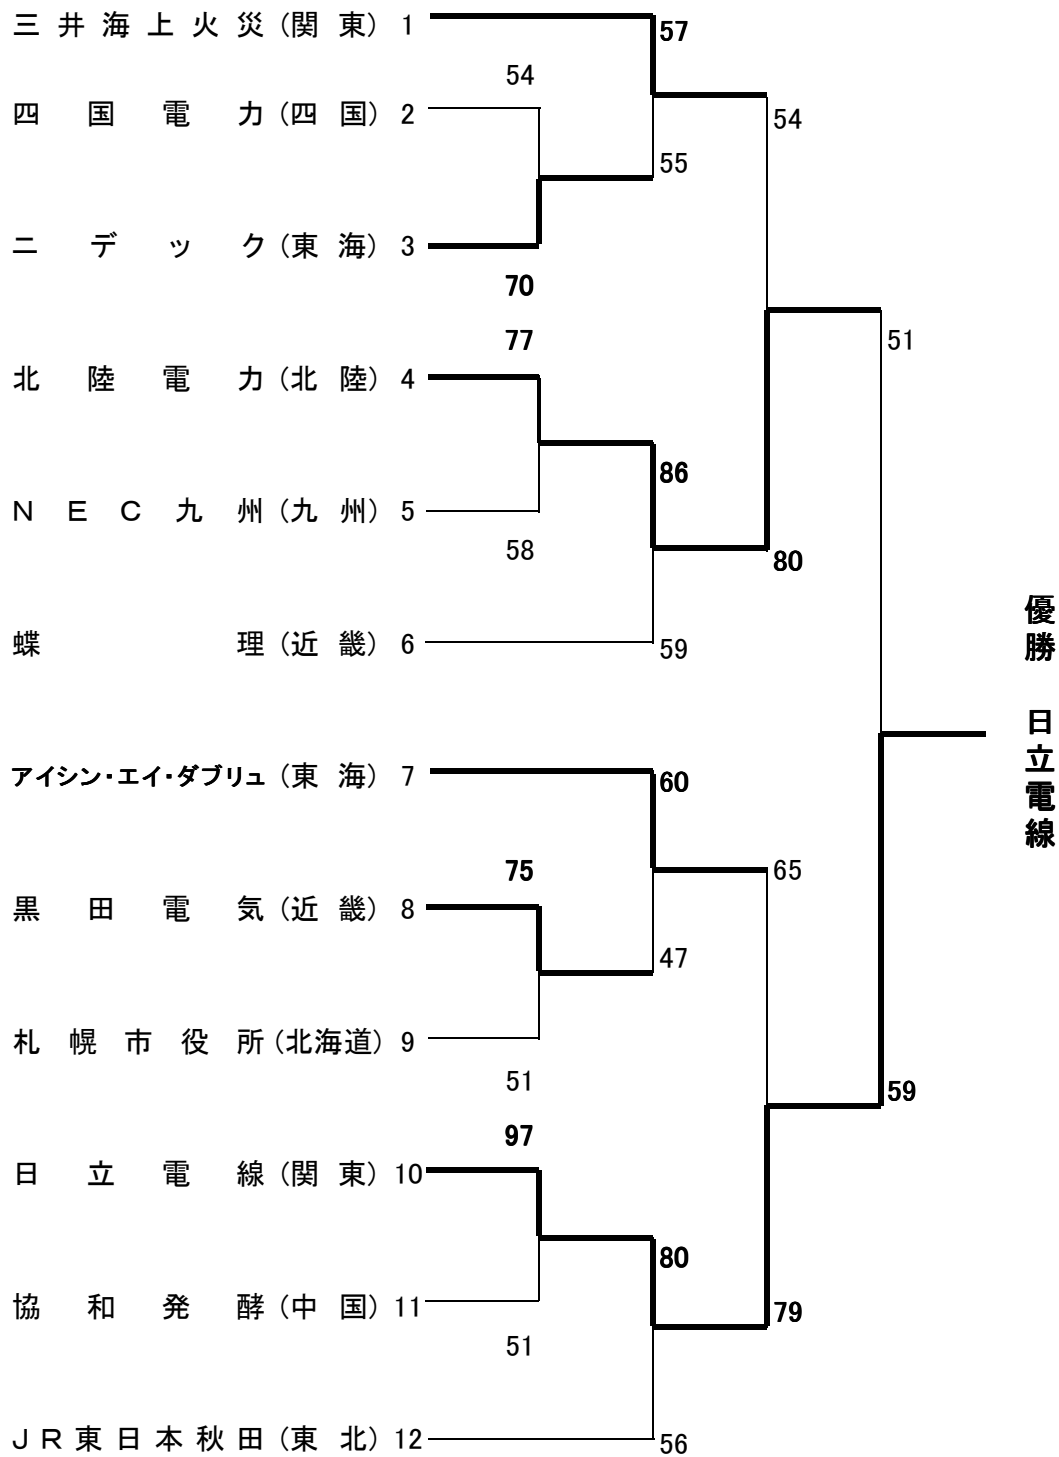 三井海上火災(関東) 1
57
54
四国電力(四国) 2
54
55
ニデック(東海) 3
70
77
51
北陸電力(北陸) 4
86
NEC九州(九州) 5
58
80
蝶理(近畿) 6
59
優勝 日立電線
アイシン・エイ・ダブリュ(東海) 7
60
75
65
黒田電気(近畿) 8
47
札幌市役所(北海道) 9
51
59
97
日立電線(関東) 10
80
協和発酵(中国) 11
79
51
JR東日本秋田(東北) 12
56